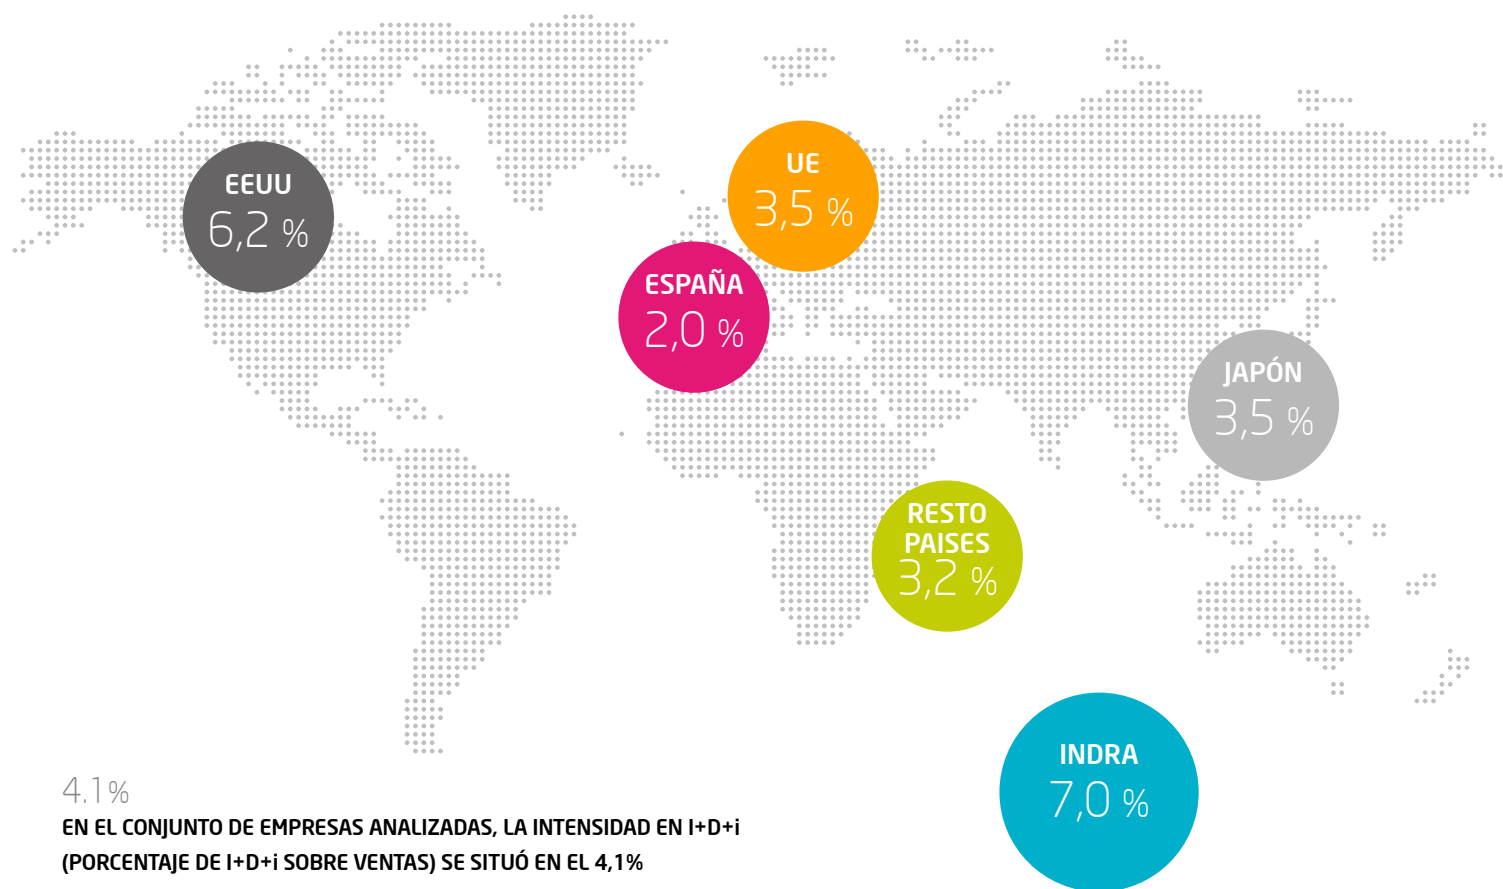 EEUU
6,2 %
UE
3,5 %
ESPAÑA
2,0 %
JAPÓN
3,5 %
RESTO
PAISES
3,2 %
INDRA
7,0 %
4.1%
EN EL CONJUNTO DE EMPRESAS ANALIZADAS, LA INTENSIDAD EN I+D+i
(PORCENTAJE DE I+D+i SOBRE VENTAS) SE SITUÓ EN EL 4,1%